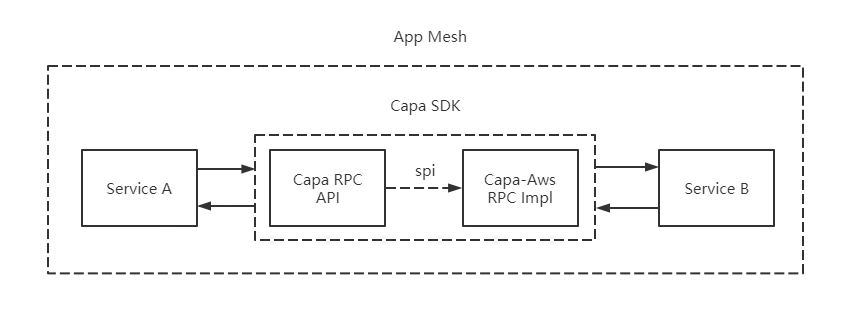 App Mesh
Capa SDK
Service A
Capa RPC
API
spi
Capa-Aws
RPC Impl
Service B